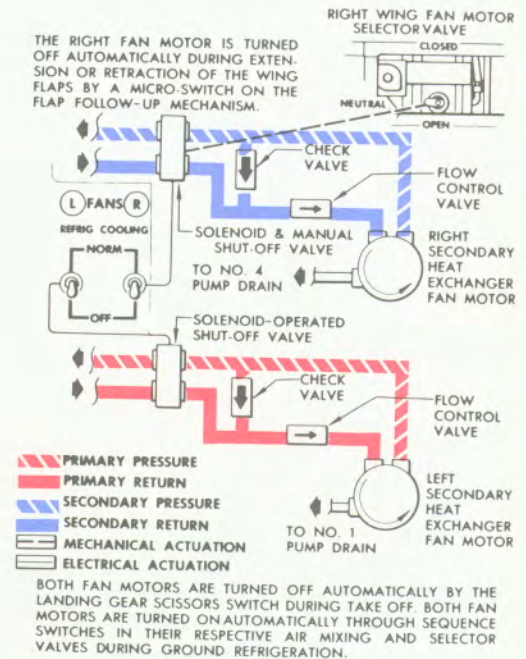 RIGHT WING FAN MOTOR
SELECTOR VALVE
CLOSED
NEUTRAL
OPEN
THE RIGHT FAN MOTOR IS TURNED
OFF AUTOMATICALLY DURING EXTEN-
SION OR RETRACTION OF THE WING
FLAPS BY A MICRO-SWITCH ON THE
FLAP FOLLOW-UP MECHANISM.
CHECK
VALVE
FLOW
CONTROL
VALVE
L FANS R
REFRIG COOLING
NORM
OFF
SOLENOID & MANUAL
SHUT-OFF VALVE
TO NO. 4
PUMP DRAIN
RIGHT
SECONDARY
HEAT
EXCHANGER
FAN MOTOR
SOLENOID-OPERATED
SHUT-OFF VALVE
CHECK
VALVE
FLOW
CONTROL
VALVE
PRIMARY PRESSURE
PRIMARY RETURN
SECONDARY PRESSURE
SECONDARY RETURN
MECHANICAL ACTUATION
ELECTRICAL ACTUATION
TO NO. 1
PUMP DRAIN
LEFT
SECONDARY
HEAT
EXCHANGER
FAN MOTOR
BOTH FAN MOTORS ARE TURNED OFF AUTOMATICALLY BY THE
LANDING GEAR SCISSORS SWITCH DURING TAKE OFF. BOTH FAN
MOTORS ARE TURNED ON AUTOMATICALLY THROUGH SEQUENCE
SWITCHES IN THEIR RESPECTIVE AIR MIXING AND SELECTOR
VALVES DURING GROUND REFRIGERATION.